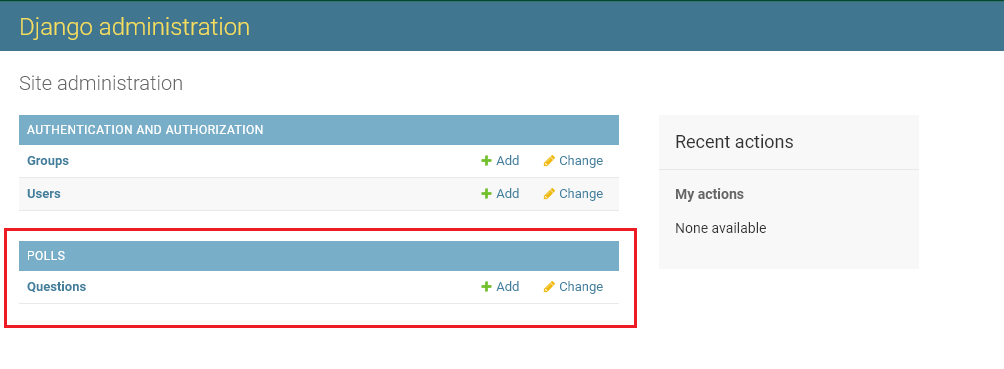 Django administration
Site administration
AUTHENTICATION AND AUTHORIZATION
Groups Add Change
Users Add Change
POLLS
Questions Add Change
Recent actions
My actions
None available